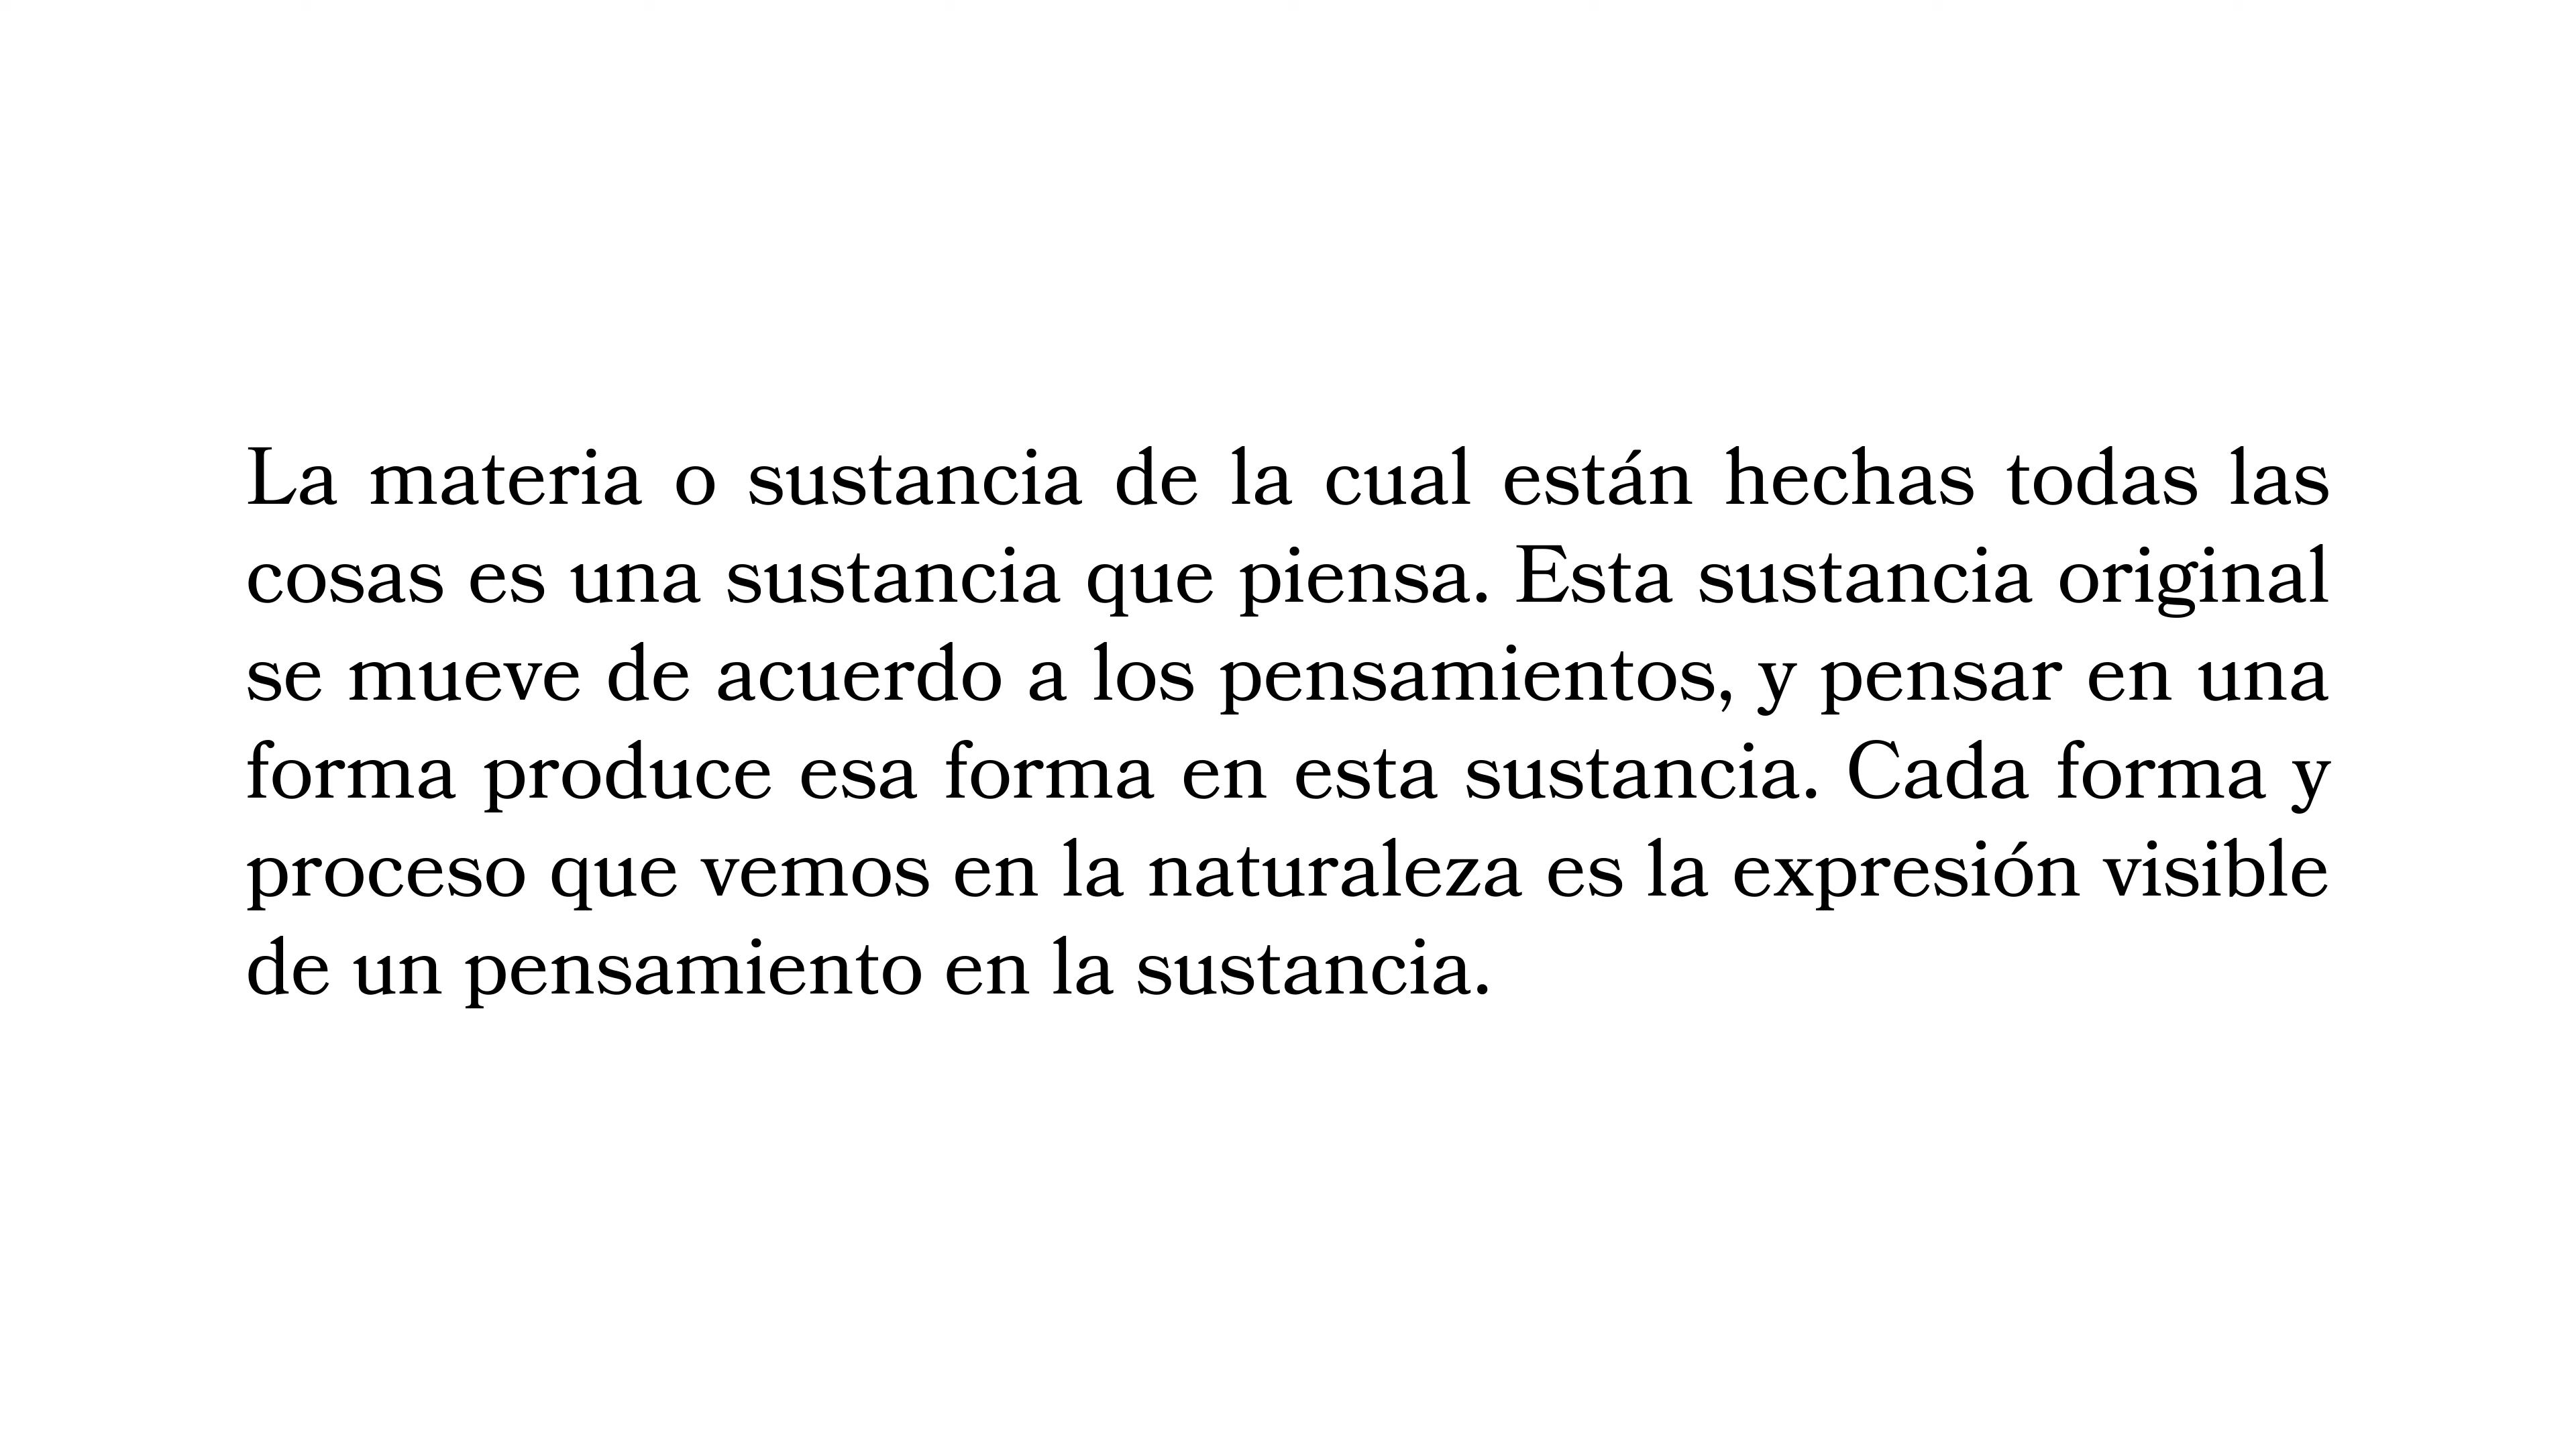 La materia o sustancia de la cual están hechas todas las
cosas es una sustancia que piensa. Esta sustancia original
se mueve de acuerdo a los pensamientos, y pensar en una
forma produce esa forma en esta sustancia. Cada forma y
proceso que vemos en la naturaleza es la expresión visible
de un pensamiento en la sustancia.